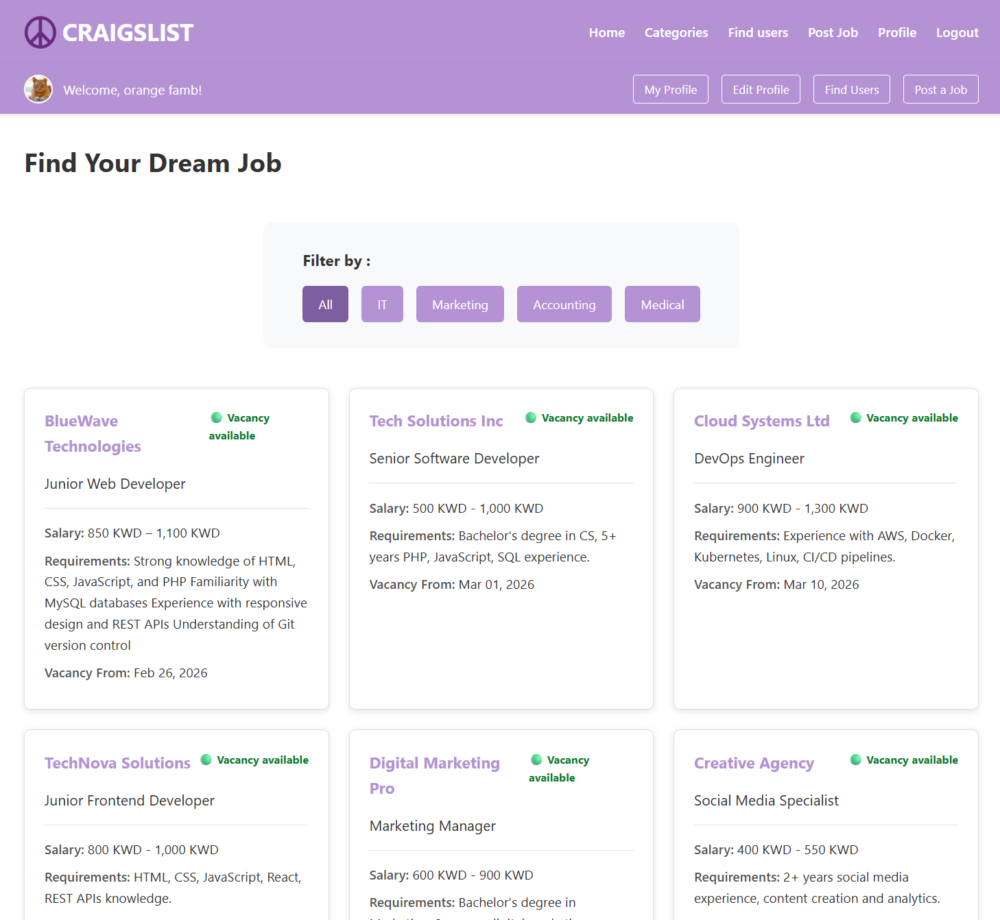 CRAIGSLIST
Home Categories Find users Post Job Profile Logout
Welcome, orange famb!
My Profile Edit Profile Find Users Post a Job
Find Your Dream Job
Filter by :
All IT Marketing Accounting Medical
BlueWave
Technologies
Vacancy
available
Junior Web Developer
Salary: 850 KWD – 1,100 KWD
Requirements: Strong knowledge of HTML,
CSS, JavaScript, and PHP Familiarity with
MySQL databases Experience with responsive
design and REST APIs Understanding of Git
version control
Vacancy From: Feb 26, 2026
Tech Solutions Inc
Vacancy available
Senior Software Developer
Salary: 500 KWD - 1,000 KWD
Requirements: Bachelor's degree in CS, 5+
years PHP, JavaScript, SQL experience.
Vacancy From: Mar 01, 2026
Cloud Systems Ltd
Vacancy available
DevOps Engineer
Salary: 900 KWD - 1,300 KWD
Requirements: Experience with AWS, Docker,
Kubernetes, Linux, CI/CD pipelines.
Vacancy From: Mar 10, 2026
TechNova Solutions
Vacancy available
Junior Frontend Developer
Salary: 800 KWD - 1,000 KWD
Requirements: HTML, CSS, JavaScript, React,
REST APIs knowledge.
Digital Marketing
Pro
Vacancy
available
Marketing Manager
Salary: 600 KWD - 900 KWD
Requirements: Bachelor's degree in
Creative Agency
Vacancy available
Social Media Specialist
Salary: 400 KWD - 550 KWD
Requirements: 2+ years social media
experience, content creation and analytics.